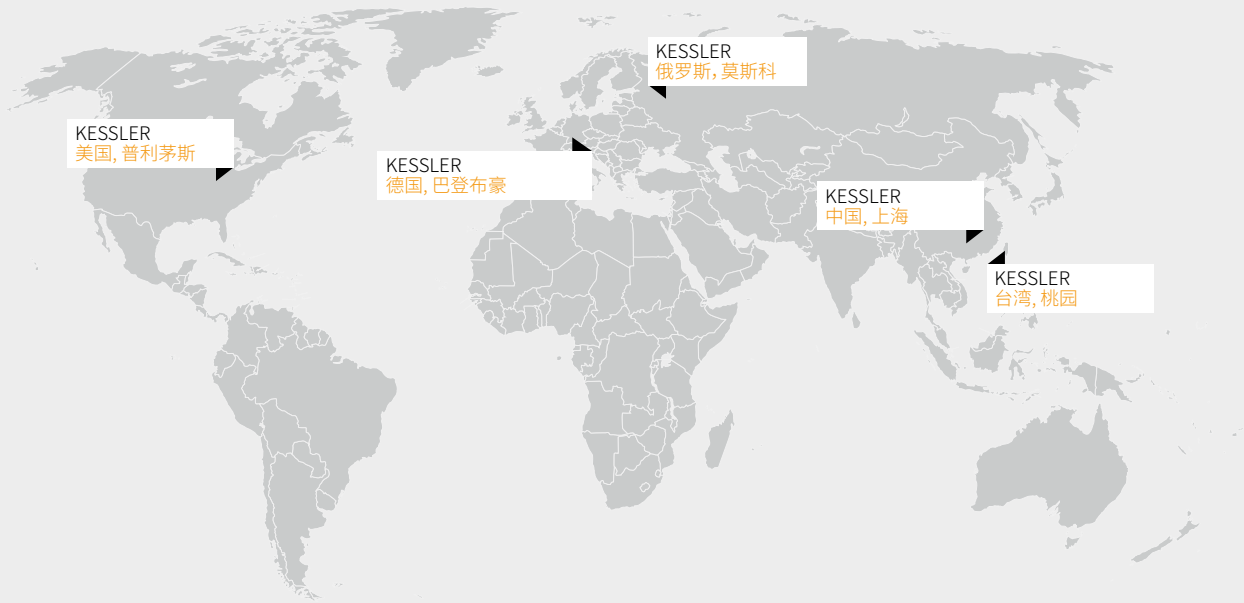 KESSLER
俄罗斯, 莫斯科
KESSLER
美国, 普利茅斯
KESSLER
德国, 巴登布豪
KESSLER
中国, 上海
KESSLER
台湾, 桃园